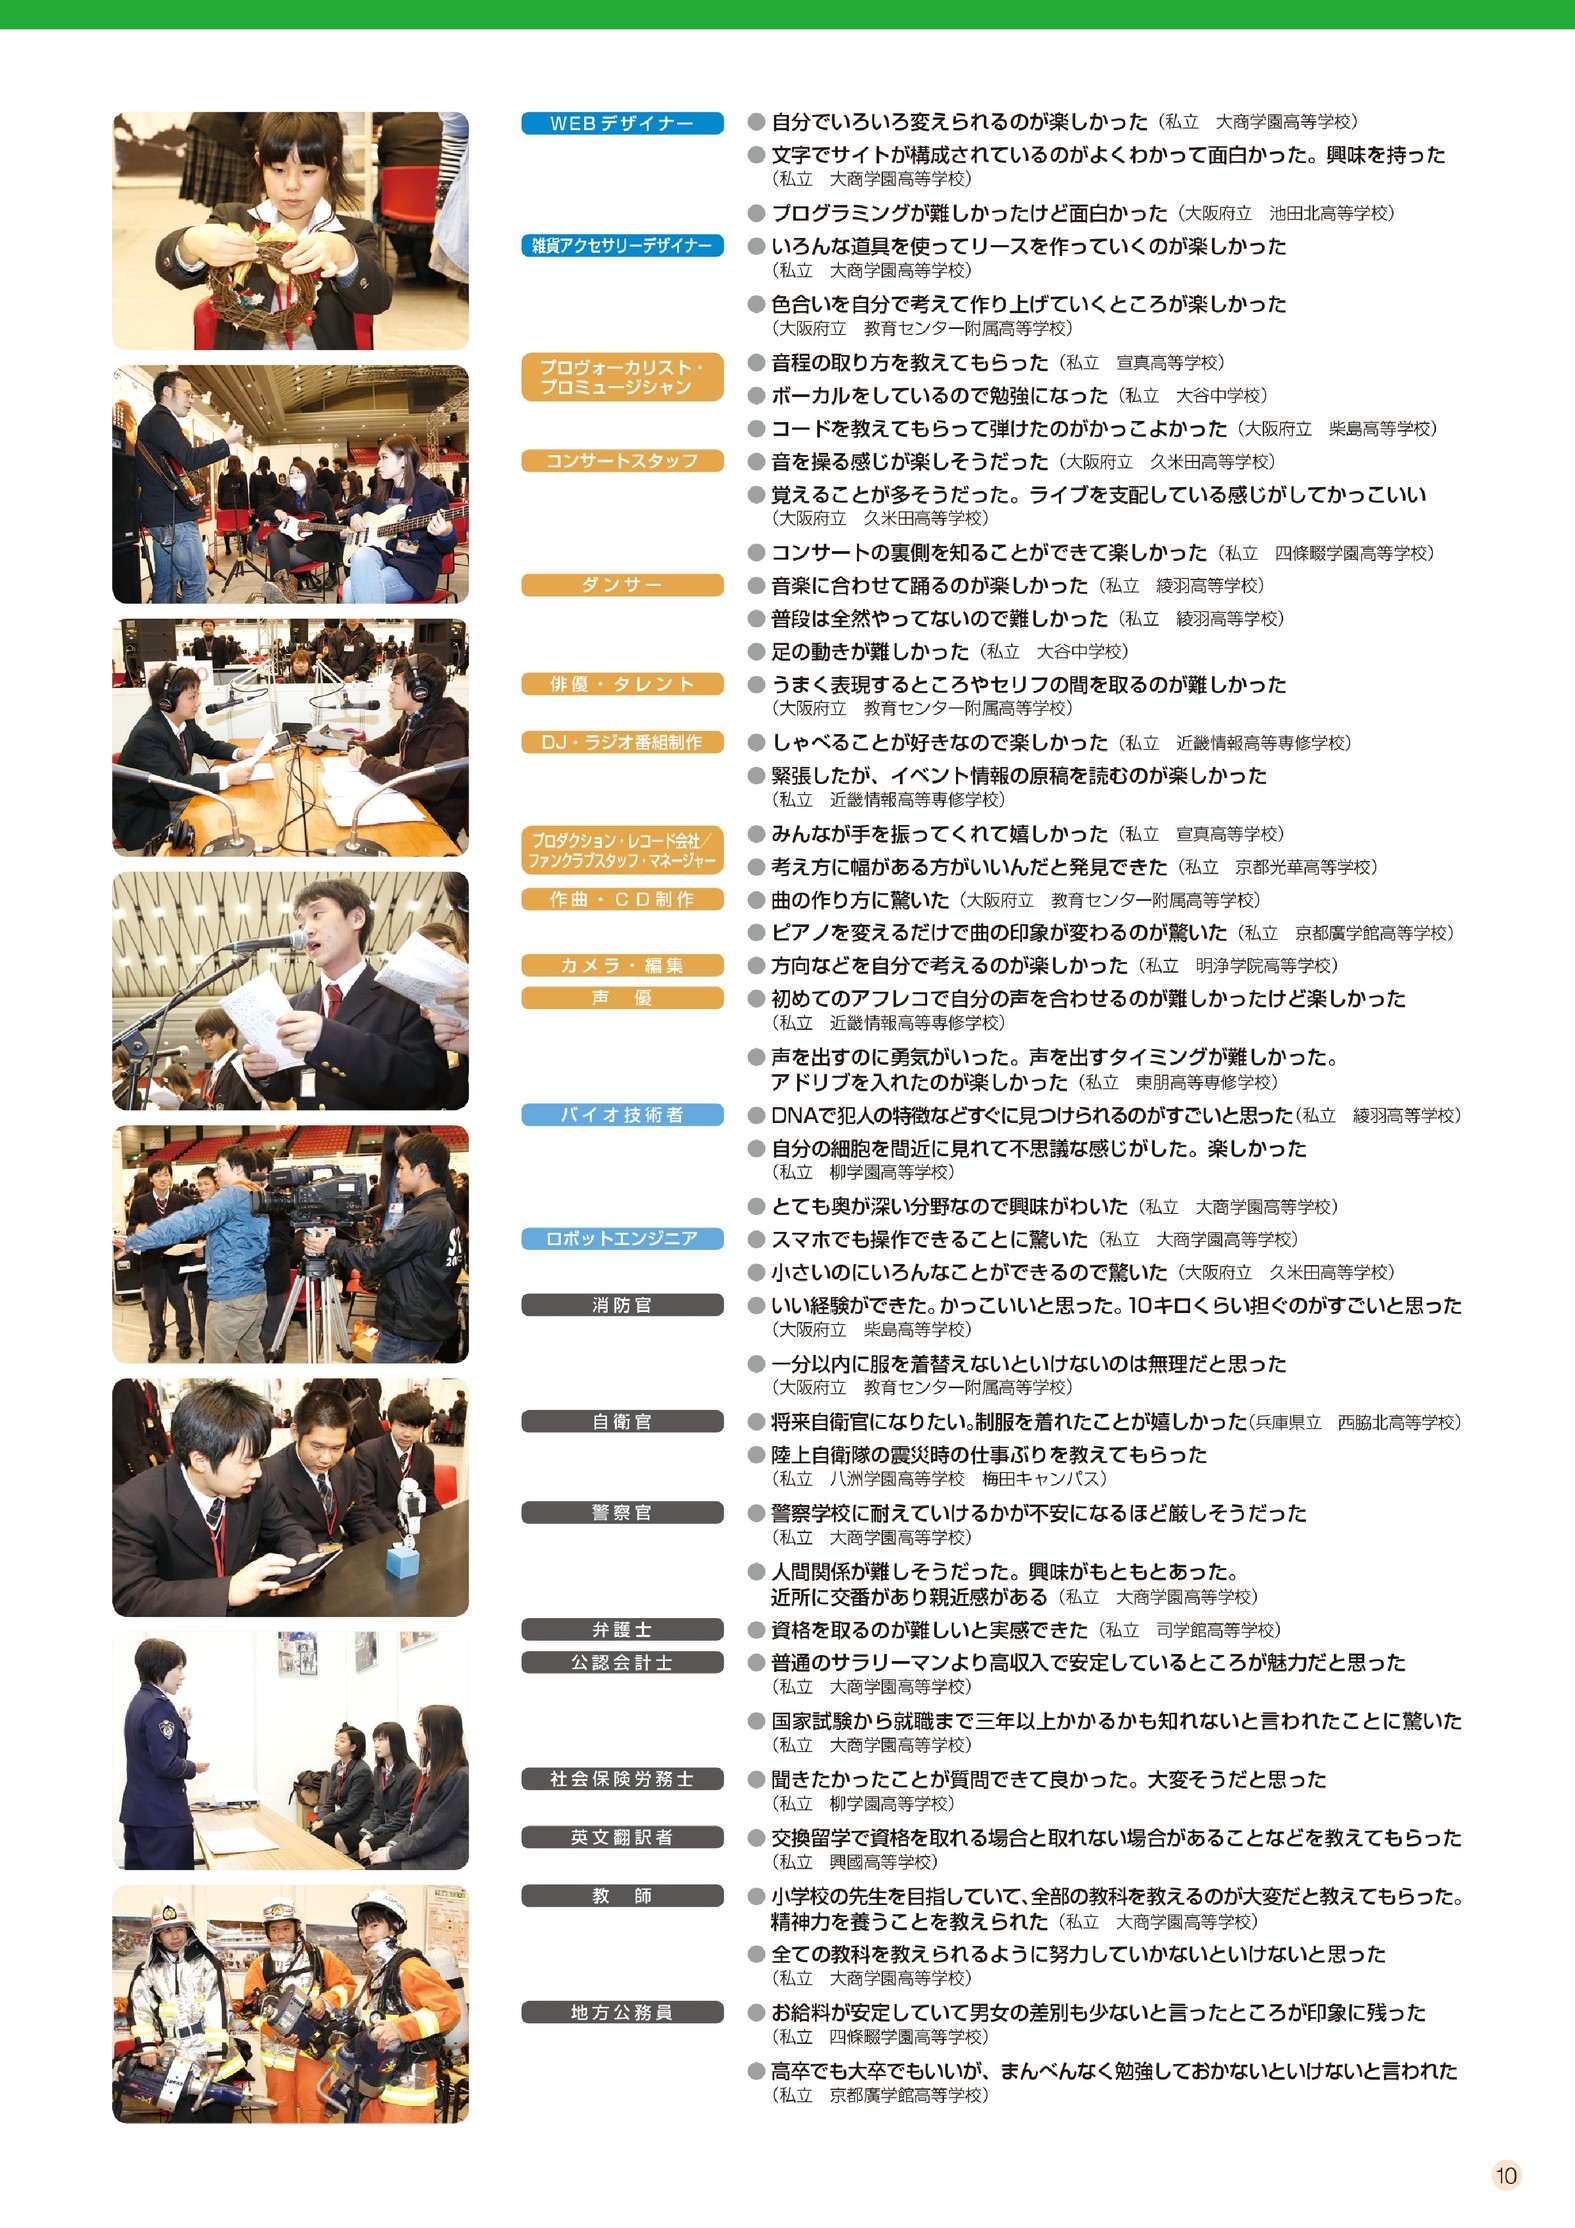 WEBデザイナー
●自分でいろいろ変えられるのが楽しかった（私立　大商学園高等学校）
●文字でサイトが構成されているのがよくわかって面白かった。興味を持った
（私立　大商学園高等学校）
●プログラミングが難しかったけど面白かった（大阪府立　池田北高等学校）
雑貨アクセサリーデザイナー
●いろんな道具を使ってリースを作っていくのが楽しかった
（私立　大商学園高等学校）
●色合いを自分で考えて作り上げていくところが楽しかった
（大阪府立　教育センター附属高等学校）
プロヴォーカリスト・
プロミュージシャン
●音程の取り方を教えてもらった（私立　宣真高等学校）
●ボーカルをしているので勉強になった（私立　大谷中学校）
●コードを教えてもらって弾けたのがかっこよかった（大阪府立　柴島高等学校）
コンサートスタッフ
●音を操る感じが楽しそうだった（大阪府立　久米田高等学校）
●覚えることが多そうだった。ライブを支配している感じがしてかっこいい
（大阪府立　久米田高等学校）
●コンサートの裏側を知ることができて楽しかった（私立　四條畷学園高等学校）
ダンサー
●音楽に合わせて踊るのが楽しかった（私立　綾羽高等学校）
●普段は全然やってないので難しかった（私立　綾羽高等学校）
●足の動きが難しかった（私立　大谷中学校）
俳優・タレント
●うまく表現するところやセリフの間を取るのが難しかった
（大阪府立　教育センター附属高等学校）
DJ・ラジオ番組制作
●しゃべることが好きなので楽しかった（私立　近畿情報高等専修学校）
●緊張したが、イベント情報の原稿を読むのが楽しかった
（私立　近畿情報高等専修学校）
プロダクション・レコード会社／
ファンクラブスタッフ・マネージャー
●みんなが手を振ってくれて嬉しかった（私立　宣真高等学校）
●考え方に幅がある方がいいんだと発見できた（私立　京都光華高等学校）
作曲・CD制作
●曲の作り方に驚いた（大阪府立　教育センター附属高等学校）
●ピアノを変えるだけで曲の印象が変わるのが驚いた（私立　京都廣学館高等学校）
カメラ・編集
●方向などを自分で考えるのが楽しかった（私立　明浄学院高等学校）
声　優
●初めてのアフレコで自分の声を合わせるのが難しかったけど楽しかった
（私立　近畿情報高等専修学校）
●声を出すのに勇気がいった。声を出すタイミングが難しかった。
アドリブを入れたのが楽しかった（私立　東朋高等専修学校）
バイオ技術者
●DNAで犯人の特徴などすぐに見つけられるのがすごいと思った（私立　綾羽高等学校）
●自分の細胞を間近に見れて不思議な感じがした。楽しかった
（私立　柳学園高等学校）
●とても奥が深い分野なので興味がわいた（私立　大商学園高等学校）
ロボットエンジニア
●スマホでも操作できることに驚いた（私立　大商学園高等学校）
●小さいのにいろんなことができるので驚いた（大阪府立　久米田高等学校）
消防官
●いい経験ができた。かっこいいと思った。10キロくらい担ぐのがすごいと思った
（大阪府立　柴島高等学校）
●一分以内に服を着替えないといけないのは無理だと思った
（大阪府立　教育センター附属高等学校）
自衛官
●将来自衛官になりたい。制服を着れたことが嬉しかった（兵庫県立　西脇北高等学校）
●陸上自衛隊の震災時の仕事ぶりを教えてもらった
（私立　八洲学園高等学校　梅田キャンパス）
警察官
●警察学校に耐えていけるかが不安になるほど厳しそうだった
（私立　大商学園高等学校）
●人間関係が難しそうだった。興味がもともとあった。
近所に交番があり親近感がある（私立　大商学園高等学校）
弁護士
●資格を取るのが難しいと実感できた（私立　司学館高等学校）
公認会計士
●普通のサラリーマンより高収入で安定しているところが魅力だと思った
（私立　大商学園高等学校）
●国家試験から就職まで三年以上かかるかも知れないと言われたことに驚いた
（私立　大商学園高等学校）
社会保険労務士
●聞きたかったことが質問できて良かった。大変そうだと思った
（私立　柳学園高等学校）
英文翻訳者
●交換留学で資格を取れる場合と取れない場合があることなどを教えてもらった
（私立　興國高等学校）
教　師
●小学校の先生を目指していて、全部の教科を教えるのが大変だと教えてもらった。
精神力を養うことを教えられた（私立　大商学園高等学校）
●全ての教科を教えられるように努力していかないといけないと思った
（私立　大商学園高等学校）
地方公務員
●お給料が安定していて男女の差別も少ないと言ったところが印象に残った
（私立　四條畷学園高等学校）
●高卒でも大卒でもいいが、まんべんなく勉強しておかないといけないと言われた
（私立　京都廣学館高等学校）
10